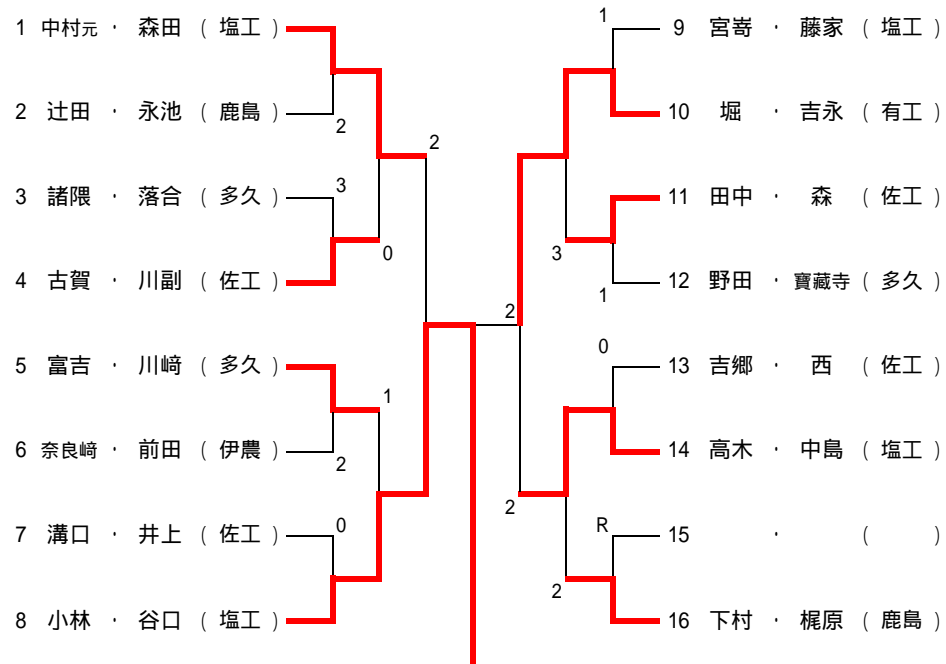 1 中村元 ・ 森田 ( 塩工 )
2 辻田 ・ 永池 ( 鹿島 )
2
3 諸隈 ・ 落合 ( 多久 )
3
4 古賀 ・ 川副 ( 佐工 )
0
2
5 富吉 ・ 川﨑 ( 多久 )
1
6 奈良﨑 ・ 前田 ( 伊農 )
2
7 溝口 ・ 井上 ( 佐工 )
0
8 小林 ・ 谷口 ( 塩工 )
1
9 宮嵜 ・ 藤家 ( 塩工 )
10 堀 ・ 吉永 ( 有工 )
11 田中 ・ 森 ( 佐工 )
3
12 野田 ・ 寶藏寺 ( 多久 )
1
2
0
13 吉郷 ・ 西 ( 佐工 )
14 高木 ・ 中島 ( 塩工 )
2
R
15 ・ ( )
2
16 下村 ・ 梶原 ( 鹿島 )